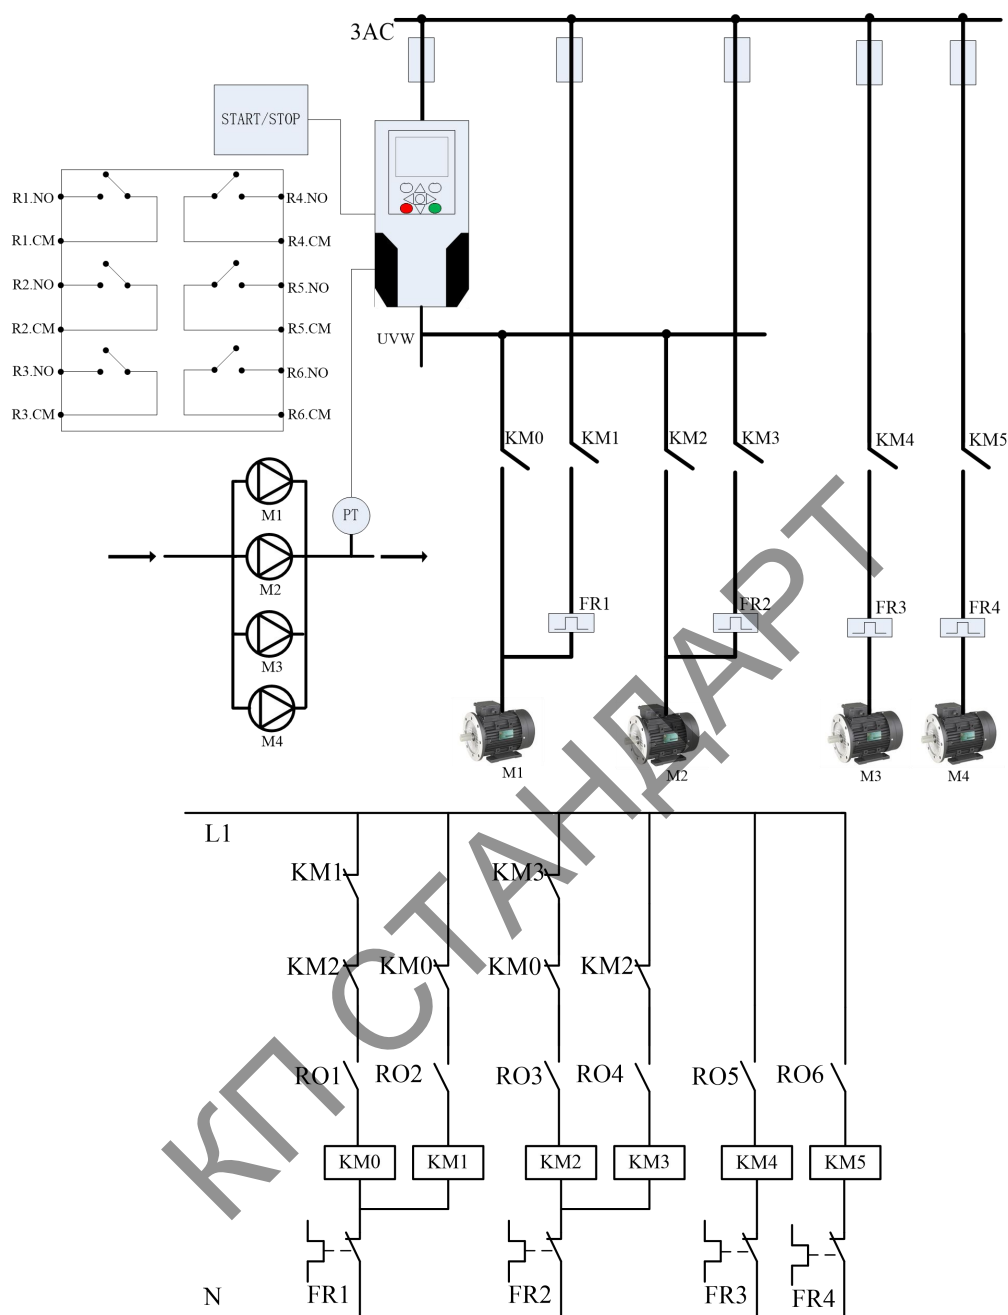 3AC
START/STOP
R1.NO
R4.NO
R1.CM
R4.CM
R2.NO
R5.NO
R2.CM
R5.CM
R3.NO
R6.NO
R3.CM
R6.CM
UVW
KM0
KM1
KM2
KM3
KM4
KM5
M1
PT
M2
M3
M4
FR1
FR2
FR3
FR4
M1
M2
M3
M4
L1
KM1
KM3
KM2
KM0
KM0
KM2
RO1
RO2
RO3
RO4
RO5
RO6
KM0
KM1
KM2
KM3
KM4
KM5
N
FR1
FR2
FR3
FR4
КП СТАНДАРТ